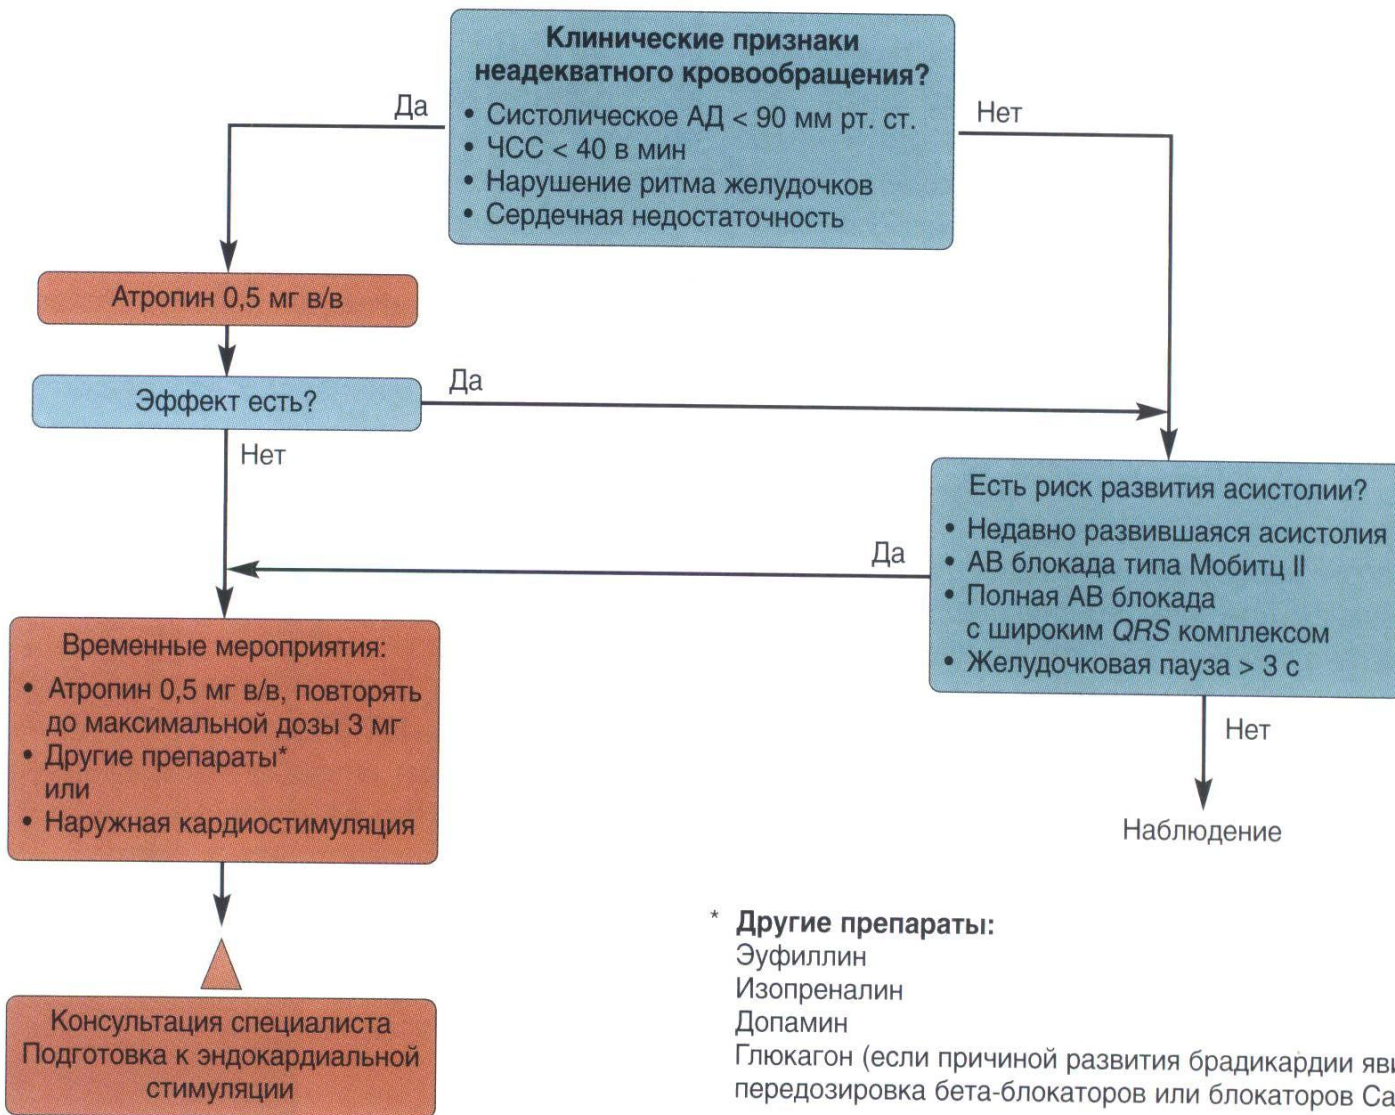 Клинические признаки
неадекватного кровообращения?
• Систолическое АД < 90 мм рт. ст.
• ЧСС < 40 в мин
• Нарушение ритма желудочков
• Сердечная недостаточность
Да
Нет
Атропин 0,5 мг в/в
Эффект есть?
Да
Нет
Есть риск развития асистолии?
• Недавно развившаяся асистолия
• АВ блокада типа Мобитц II
• Полная АВ блокада
с широким QRS комплексом
• Желудочковая пауза > 3 с
Да
Нет
Наблюдение
Временные мероприятия:
• Атропин 0,5 мг в/в, повторять
до максимальной дозы 3 мг
• Другие препараты*
или
• Наружная кардиостимуляция
Консультация специалиста
Подготовка к эндокардиальной
стимуляции
* Другие препараты:
Эуфиллин
Изопреналин
Допамин
Глюкагон (если причиной развития брадикардии
передозировка бета-блокаторов или блокаторов